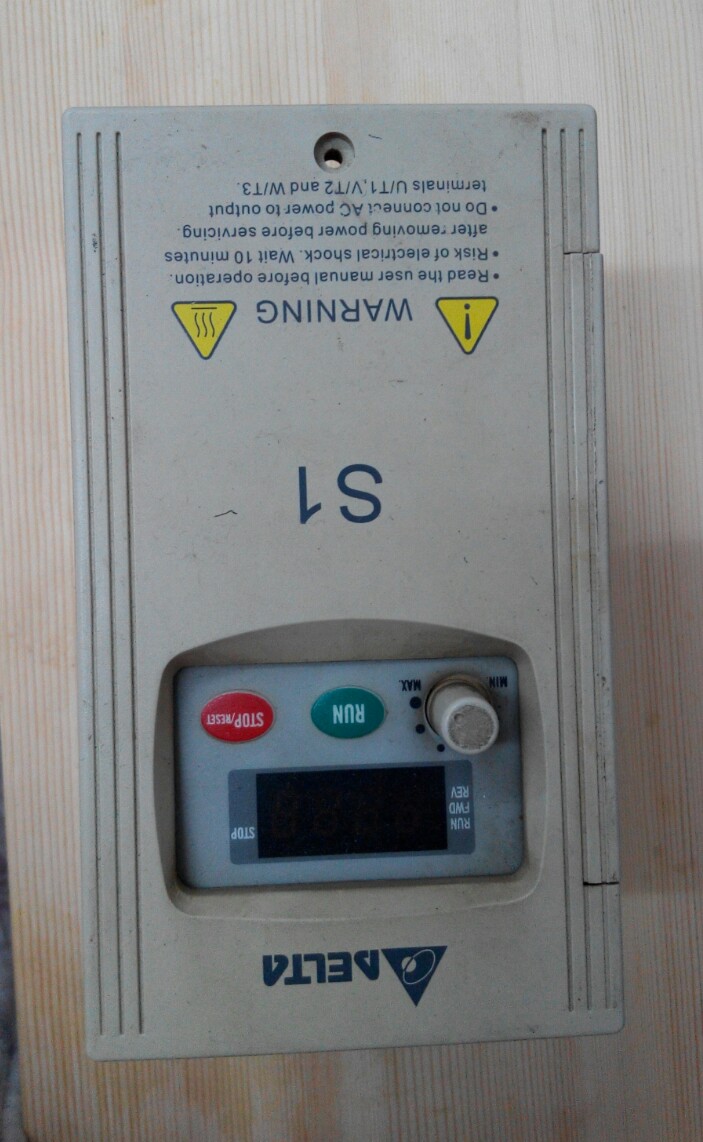 DELTA
RUN
FWD
REV
STOP
MIN.
MAX.
RUN
STOP/RESET
S1
WARNING
• Read the user manual before operation.
• Risk of electrical shock. Wait 10 minutes
after removing power before servicing.
• Do not connect AC power to output
terminals U/T1,V/T2 and W/T3.